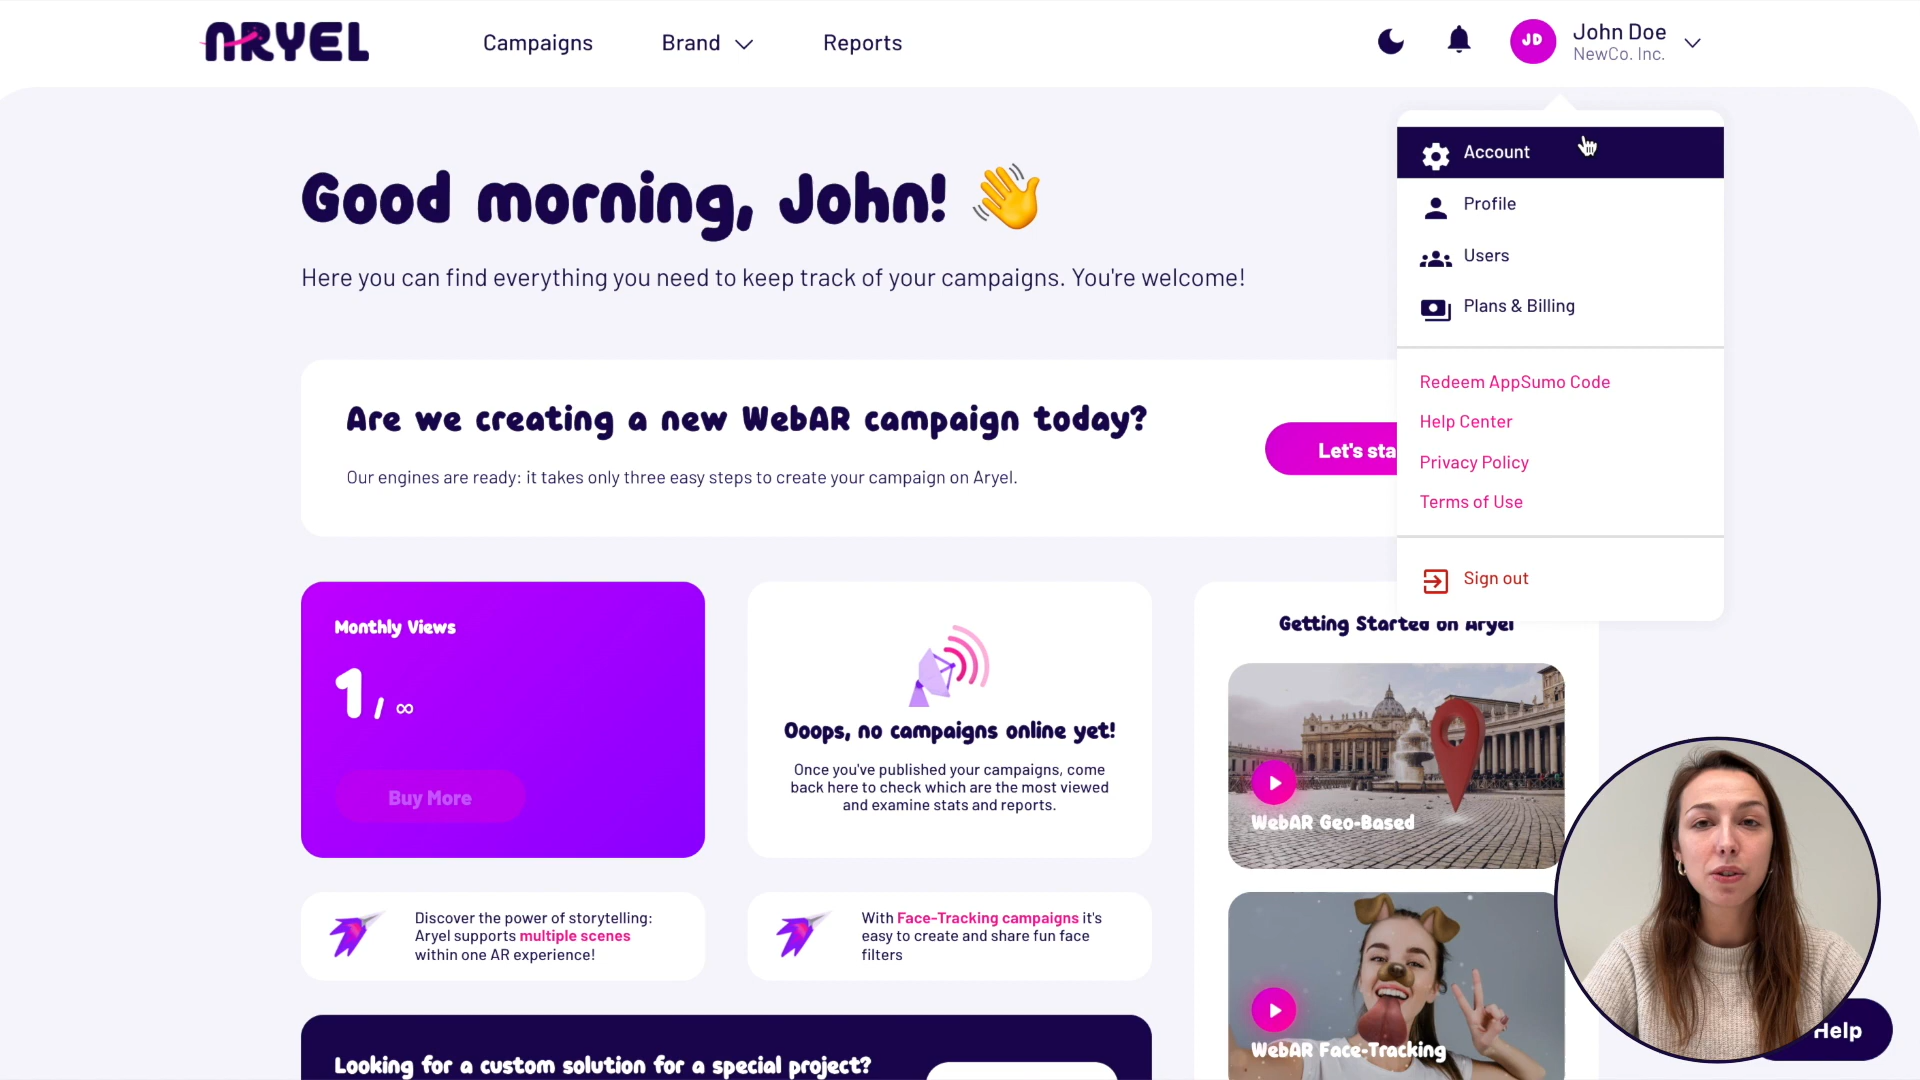 ARYEL
Campaigns
Brand
Reports
JD
John Doe
NewCo. Inc.
Account
Profile
Users
Plans & Billing
Redeem AppSumo Code
Help Center
Privacy Policy
Terms of Use
Sign out
Good morning, John! 👋
Here you can find everything you need to keep track of your campaigns. You're welcome!
Are we creating a new WebAR campaign today?
Our engines are ready: it takes only three easy steps to create your campaign on Aryel.
Let's sta
Monthly Views
1 / ∞
Buy More
Ooops, no campaigns online yet!
Once you've published your campaigns, come
back here to check which are the most viewed
and examine stats and reports.
Getting Started on Aryel
WebAR Geo-Based
WebAR Face-Tracking
Discover the power of storytelling:
Aryel supports multiple scenes
within one AR experience!
With Face-Tracking campaigns it's
easy to create and share fun face
filters
Looking for a custom solution for a special project?
Help